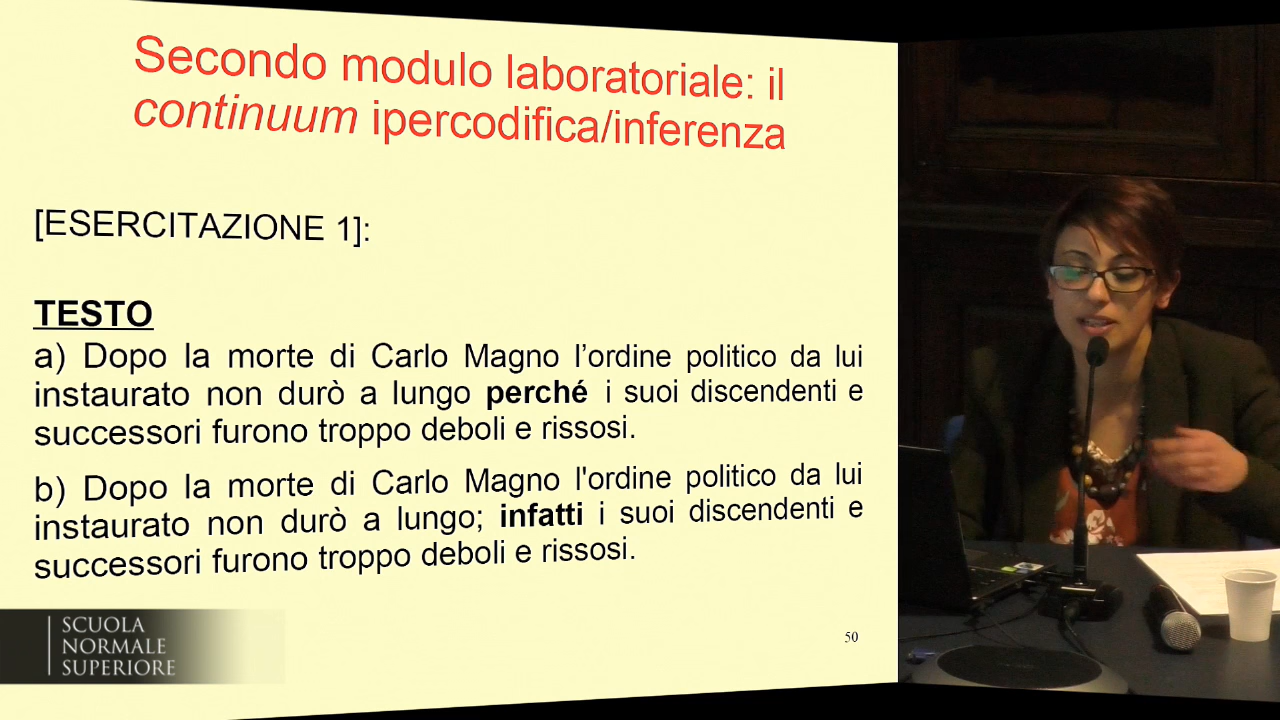 Secondo modulo laboratoriale: il
continuum ipercodifica/inferenza
[ESERCITAZIONE 1]:
TESTO
a) Dopo la morte di Carlo Magno l’ordine politico da lui
instaurato non durò a lungo perché i suoi discendenti e
successori furono troppo deboli e rissosi.
b) Dopo la morte di Carlo Magno l'ordine politico da lui
instaurato non durò a lungo; infatti i suoi discendenti e
successori furono troppo deboli e rissosi.
SCUOLA
NORMALE
SUPERIORE
50